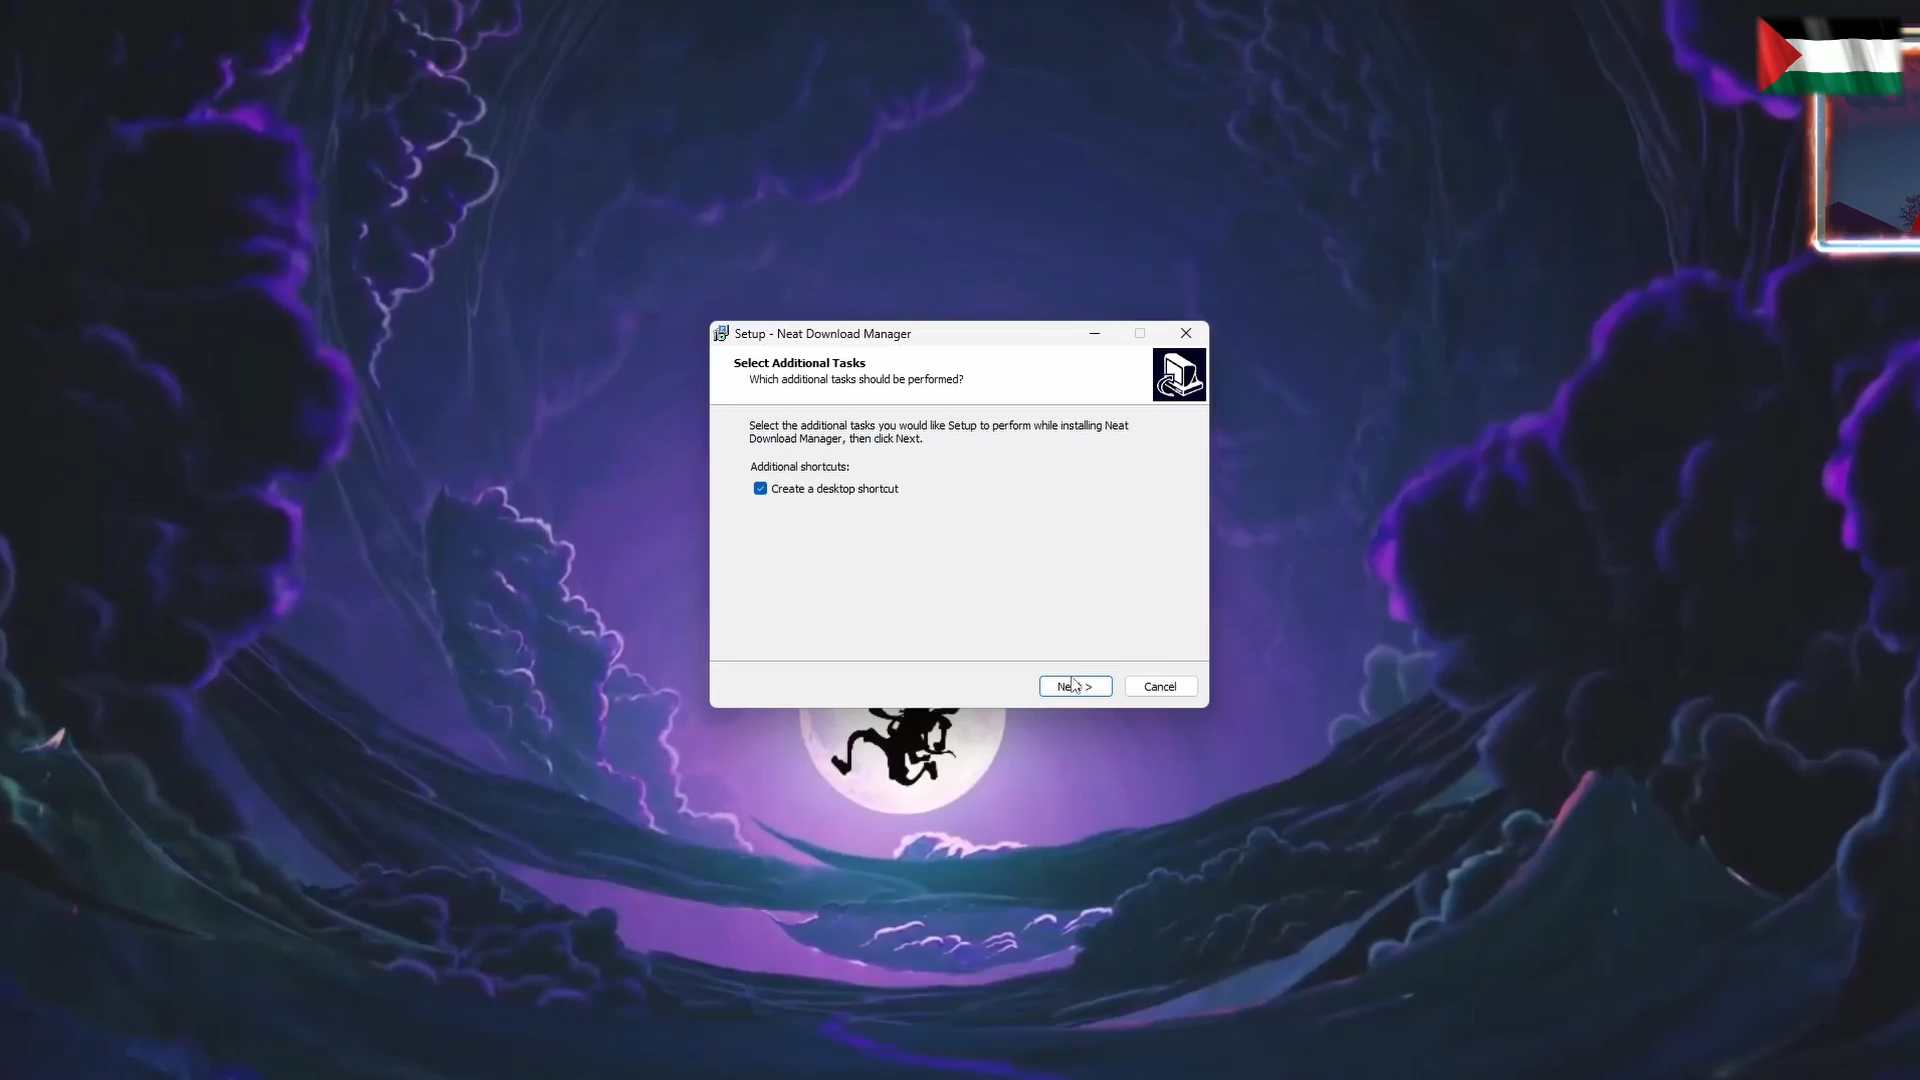 Setup - Neat Download Manager
Select Additional Tasks
Which additional tasks should be performed?
Select the additional tasks you would like Setup to perform while installing Neat
Download Manager, then click Next.
Additional shortcuts:
Create a desktop shortcut
Cancel